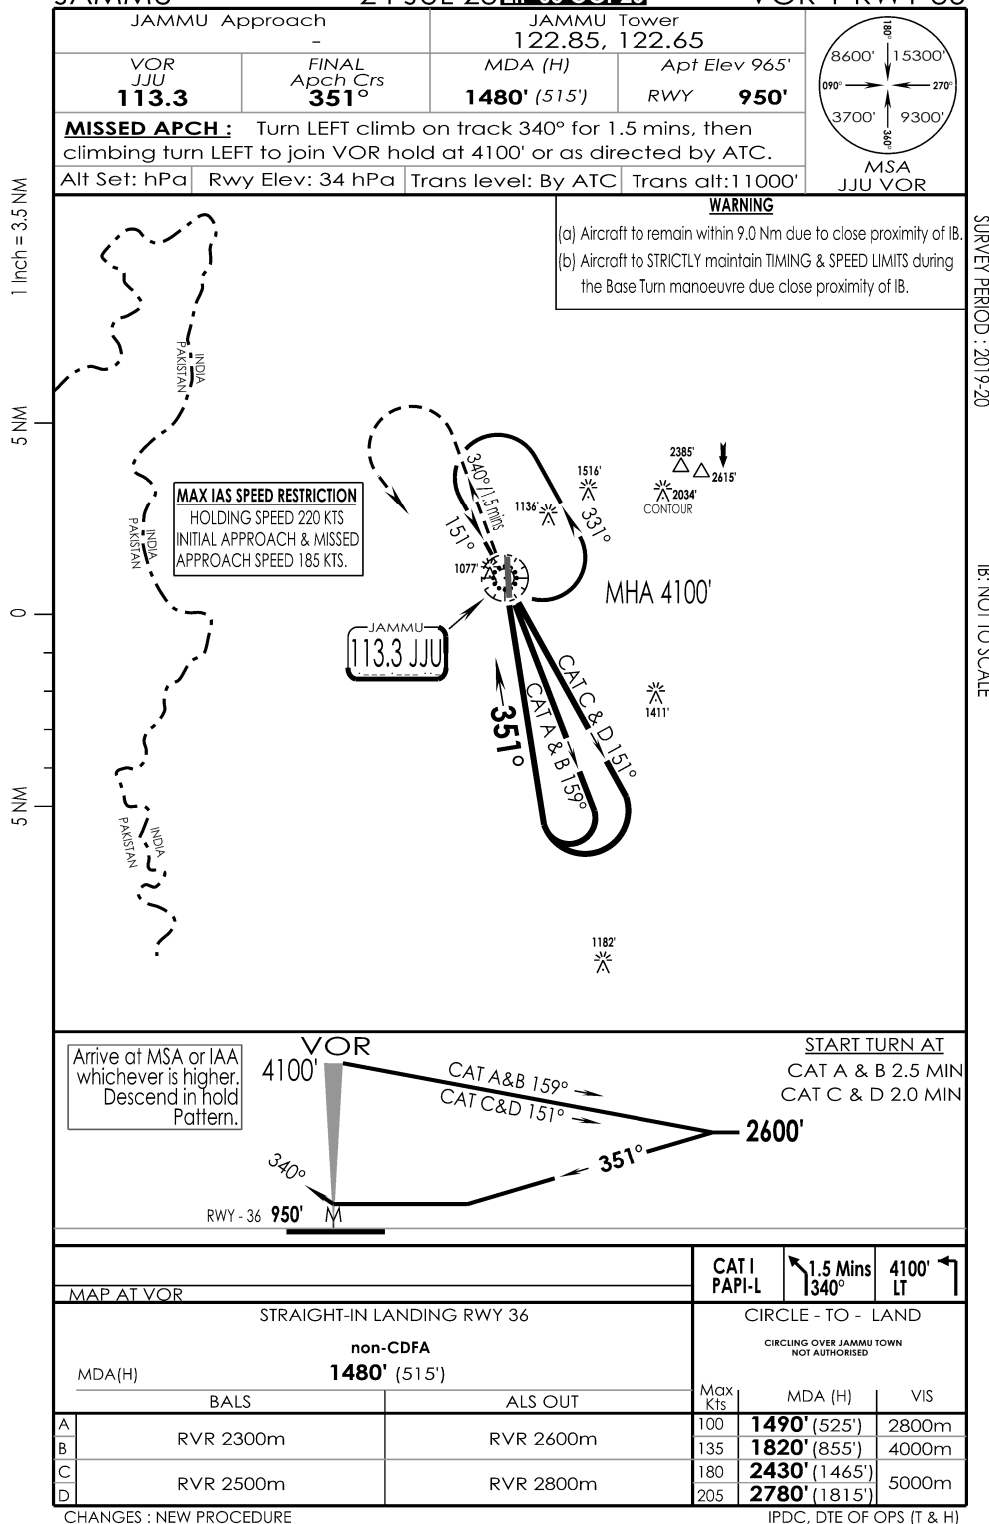 JAMMU Approach
-
JAMMU Tower
122.85, 122.65
VOR
JJU
113.3
FINAL
Apch Crs
351°
MDA (H)
1480' (515')
Apt Elev 965'
RWY 950'
MISSED APCH : Turn LEFT climb on track 340° for 1.5 mins, then
climbing turn LEFT to join VOR hold at 4100' or as directed by ATC.
Alt Set: hPa
Rwy Elev: 34 hPa
Trans level: By ATC
Trans alt:11000'
180°
8600' 15300'
090° 270°
3700' 9300'
360°
MSA
JJU VOR
WARNING
(a) Aircraft to remain within 9.0 Nm due to close proximity of IB.
(b) Aircraft to STRICTLY maintain TIMING & SPEED LIMITS during
the Base Turn manoeuvre due close proximity of IB.
1 Inch = 3.5 NM
SURVEY PERIOD : 2019-20
INDIA
PAKISTAN
5 NM
MAX IAS SPEED RESTRICTION
HOLDING SPEED 220 KTS
INITIAL APPROACH & MISSED
APPROACH SPEED 185 KTS.
INDIA
PAKISTAN
340°/1.5 mins
151°
331°
1136'
1516'
2385'
2615'
2034'
CONTOUR
1077'
MHA 4100'
0
JAMMU
113.3 JJU
IB: NOT TO SCALE
351°
CAT A & B 159°
CAT C & D 151°
1411'
5 NM
INDIA
PAKISTAN
1182'
Arrive at MSA or IAA
whichever is higher.
Descend in hold
Pattern.
VOR
4100'
CAT A&B 159°
CAT C&D 151°
2600'
351°
340°
RWY - 36 950' M
START TURN AT
CAT A & B 2.5 MIN
CAT C & D 2.0 MIN
MAP AT VOR
CAT I
PAPI-L
1.5 Mins
340°
4100'
LT
STRAIGHT-IN LANDING RWY 36
non-CDFA
MDA(H) 1480' (515')
BALS ALS OUT
A
B
RVR 2300m RVR 2600m
C
D
RVR 2500m RVR 2800m
CIRCLE - TO - LAND
CIRCLING OVER JAMMU TOWN
NOT AUTHORISED
Max
Kts
MDA (H) VIS
100 1490' (525') 2800m
135 1820' (855') 4000m
180 2430' (1465')
5000m
205 2780' (1815')
CHANGES : NEW PROCEDURE
IPDC, DTE OF OPS (T & H)